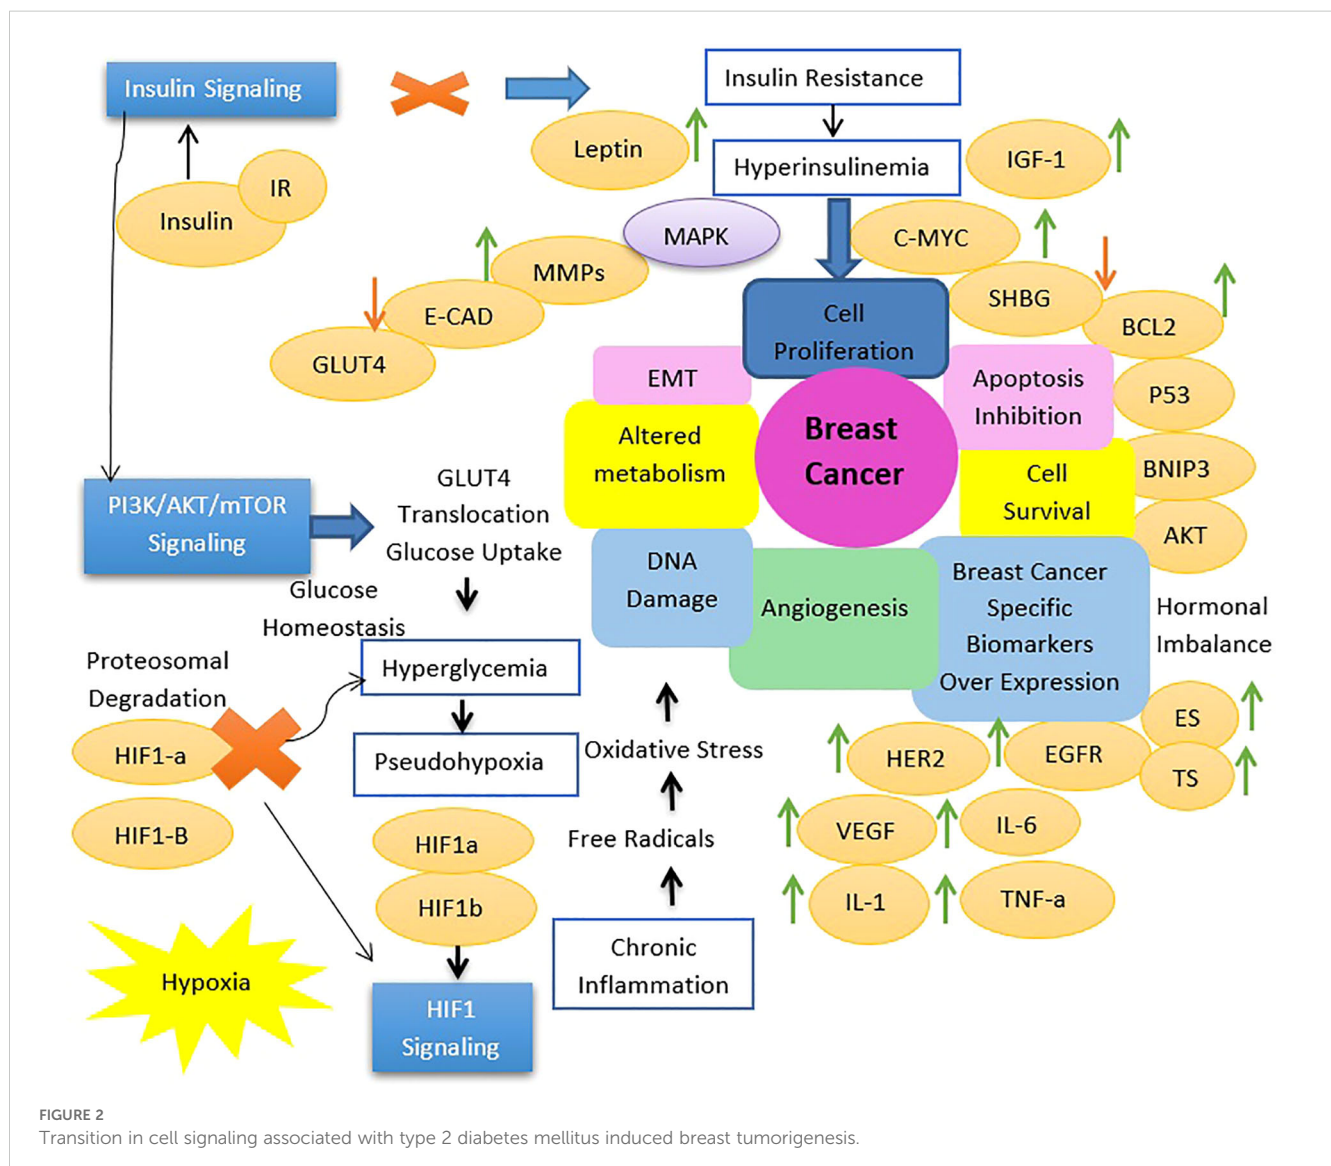 Insulin Signaling
Insulin Resistance
Leptin
Hyperinsulinemia
IGF-1
IR
Insulin
MAPK
C-MYC
MMPs
SHBG
E-CAD
BCL2
GLUT4
Cell
Proliferation
EMT
Apoptosis
Inhibition
P53
Altered
metabolism
Breast
Cancer
Cell
Survival
BNIP3
AKT
PI3K/AKT/mTOR
Signaling
GLUT4
Translocation
Glucose Uptake
Glucose
Homeostasis
DNA
Damage
Angiogenesis
Breast Cancer
Specific
Biomarkers
Over Expression
Hormonal
Imbalance
Proteosomal
Degradation
Hyperglycemia
HIF1-a
Pseudohypoxia
Oxidative Stress
HER2
EGFR
ES
TS
HIF1-B
HIF1a
Free Radicals
VEGF
IL-6
HIF1b
IL-1
TNF-a
Chronic
Inflammation
Hypoxia
HIF1
Signaling
FIGURE 2
Transition in cell signaling associated with type 2 diabetes mellitus induced breast tumorigenesis.